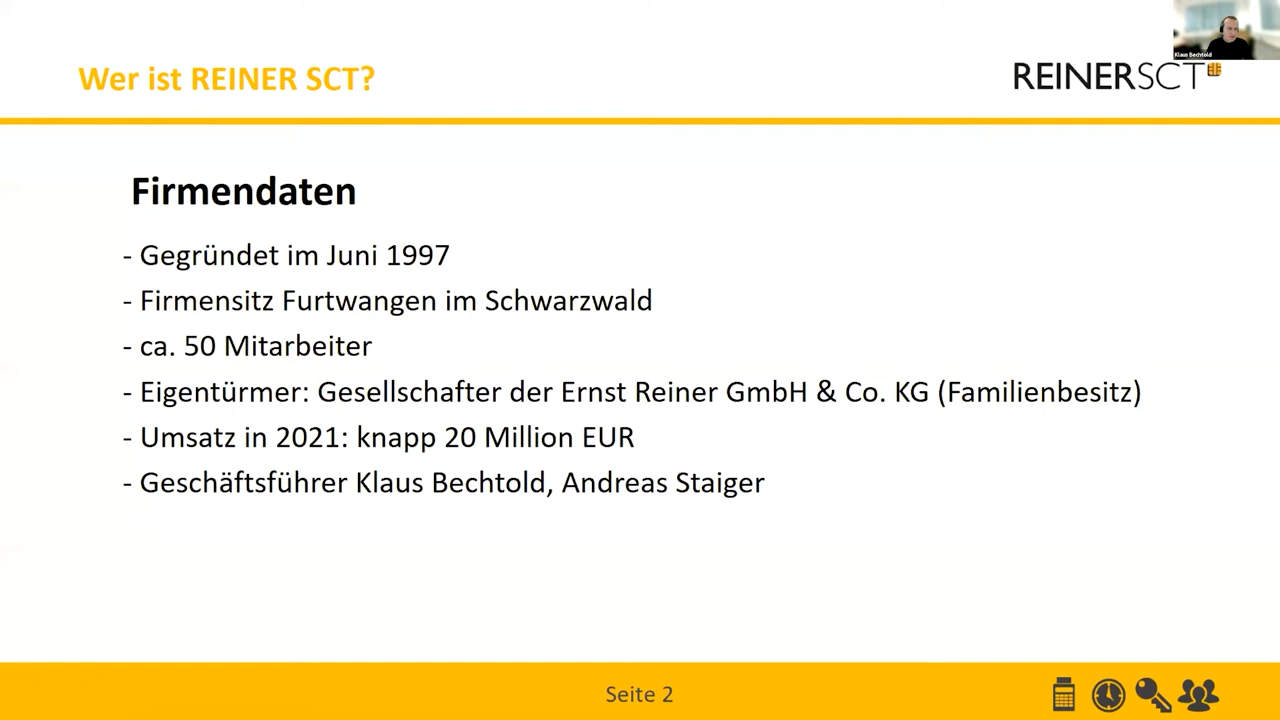 Klaus Bechtold
Wer ist REINER SCT?
REINERSCT
Firmendaten
- Gegründet im Juni 1997
- Firmensitz Furtwangen im Schwarzwald
- ca. 50 Mitarbeiter
- Eigentürmer: Gesellschafter der Ernst Reiner GmbH & Co. KG (Familienbesitz)
- Umsatz in 2021: knapp 20 Million EUR
- Geschäftsführer Klaus Bechtold, Andreas Staiger
Seite 2